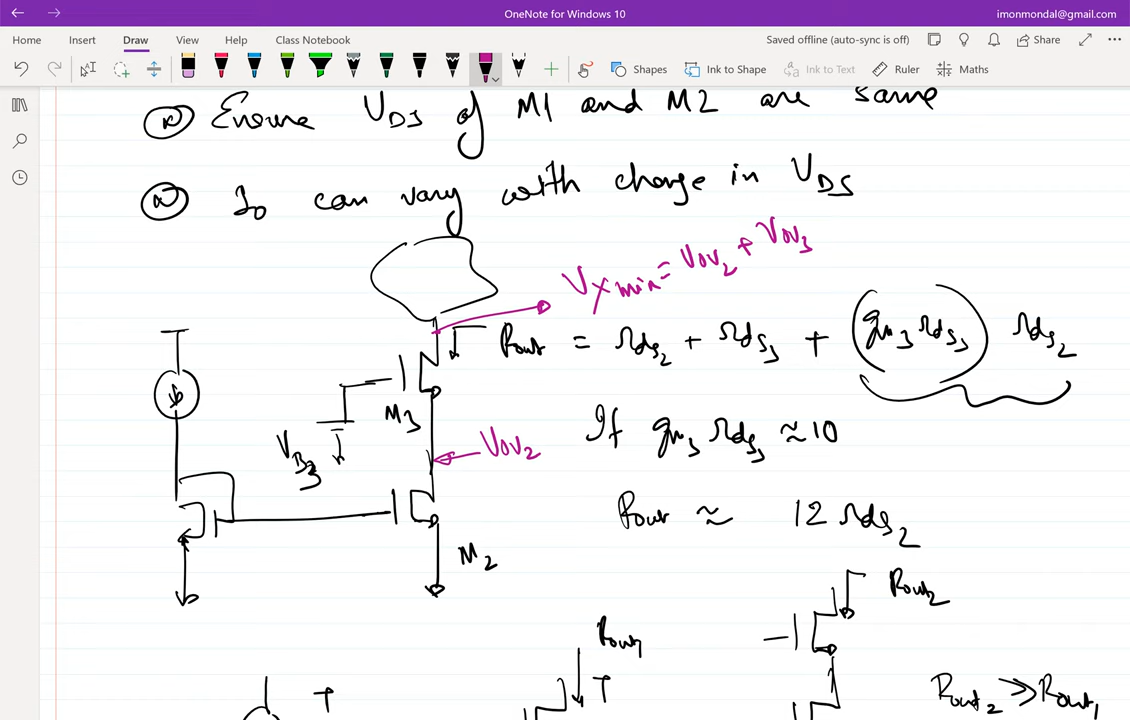 OneNote for Windows 10
imonmondal@gmail.com
Home Insert Draw View Help Class Notebook
Saved offline (auto-sync is off) Share
Shapes Ink to Shape Ink to Text Ruler Maths
Ensure VDS of M1 and M2 are same
Io can vary with change in VDS
Vx min = VOV2 + VOV3
Rout = rds2 + rds3 + (gm3 rds3) rds2
M3
VB3
VOV2
If gm3 rds3 ≈ 10
Rout ≈ 12 rds2
M2
Rout2
Rout1
Rout2 >> Rout1